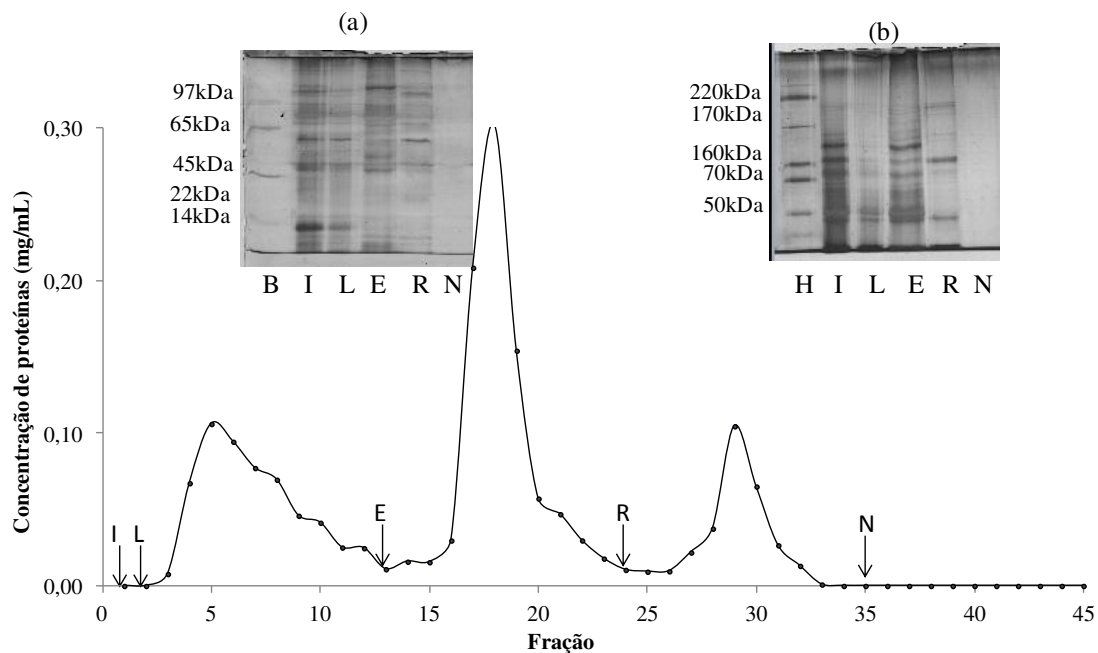 (a)
(b)
97kDa
65kDa
45kDa
22kDa
14kDa
B I L E R N
220kDa
170kDa
160kDa
70kDa
50kDa
H I L E R N
Concentração de proteínas (mg/mL)
0,30
0,20
0,10
0,00
I L E R N
0 5 10 15 20 25 30 35 40 45
Fração